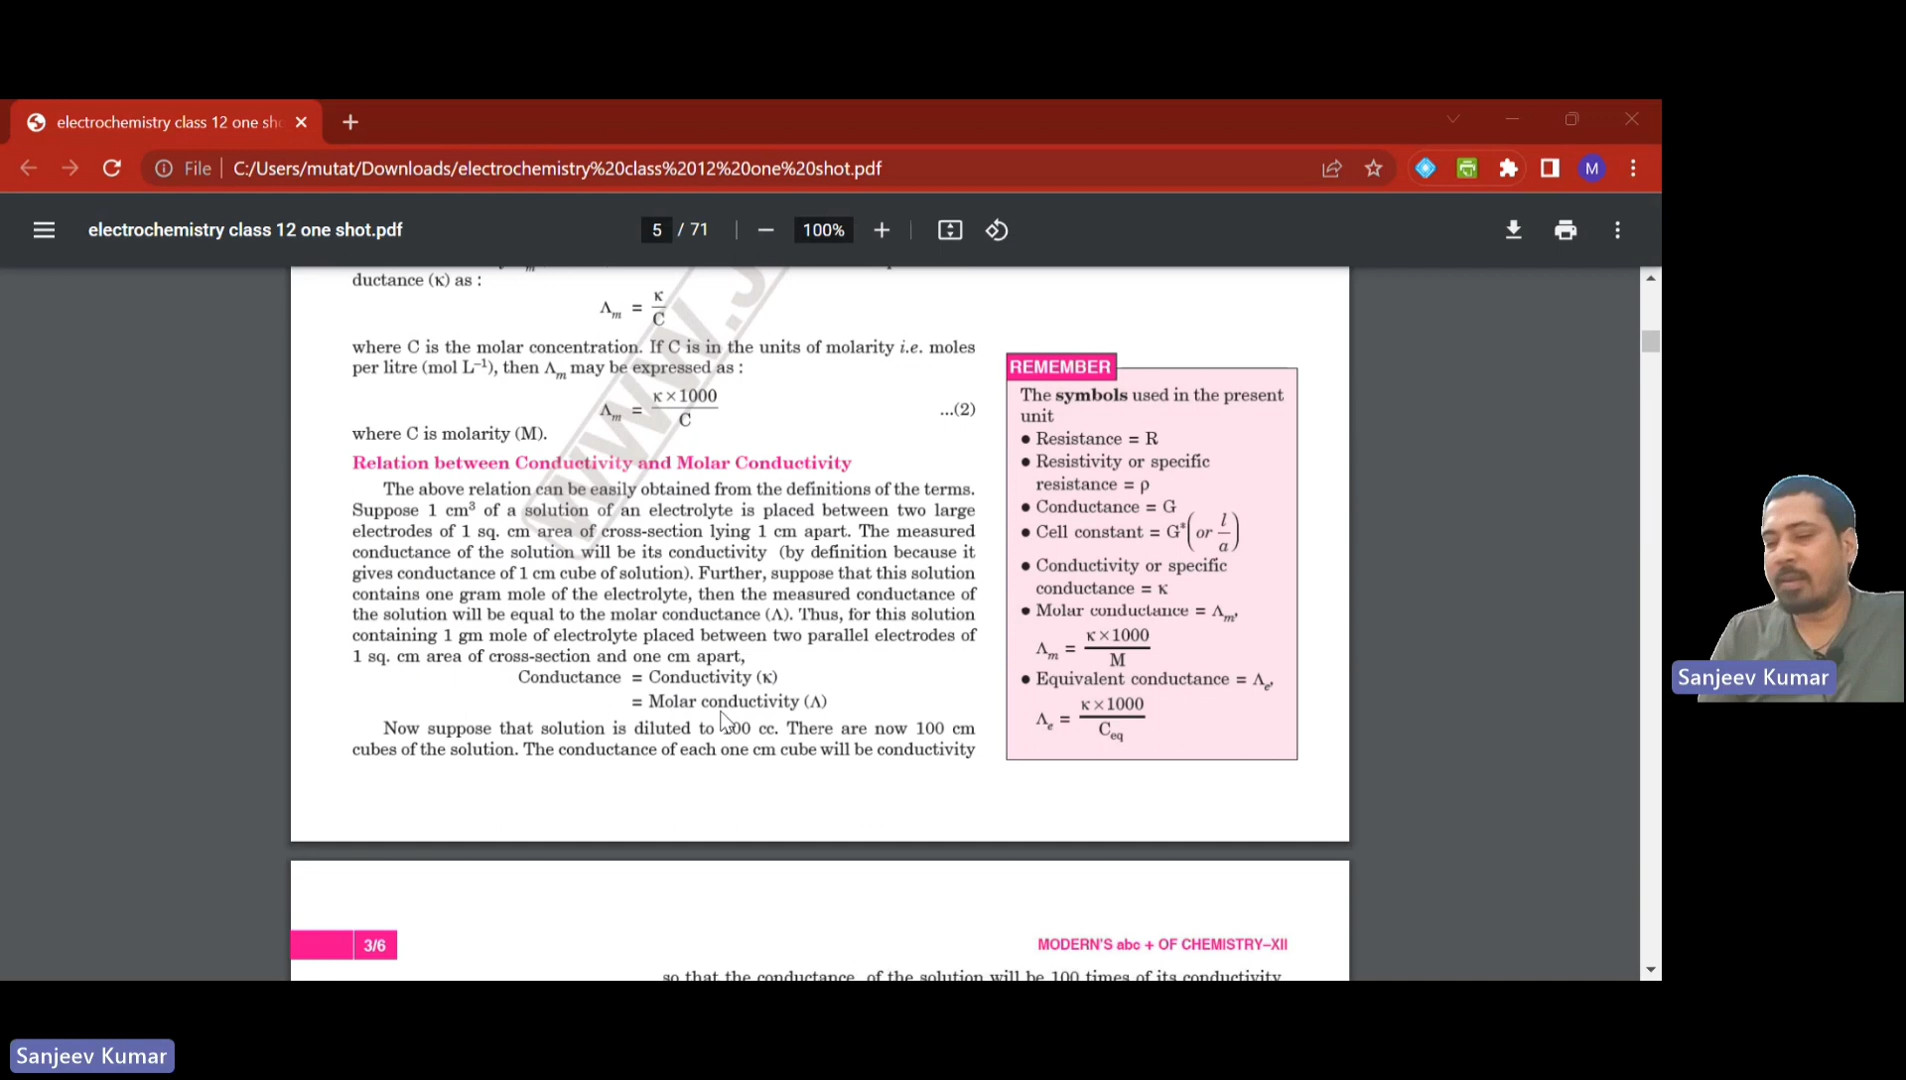 electrochemistry class 12 one sh
File
C:/Users/mutat/Downloads/electrochemistry%20class%2012%20one%20shot.pdf
M
electrochemistry class 12 one shot.pdf
5 / 71
100%
ductance (κ) as :
Λm = κ/C
where C is the molar concentration. If C is in the units of molarity i.e. moles
per litre (mol L⁻¹), then Λm may be expressed as :
Λm = κ × 1000/C ...(2)
where C is molarity (M).
Relation between Conductivity and Molar Conductivity
The above relation can be easily obtained from the definitions of the terms.
Suppose 1 cm³ of a solution of an electrolyte is placed between two large
electrodes of 1 sq. cm area of cross-section lying 1 cm apart. The measured
conductance of the solution will be its conductivity (by definition because it
gives conductance of 1 cm cube of solution). Further, suppose that this solution
contains one gram mole of the electrolyte, then the measured conductance of
the solution will be equal to the molar conductance (Λ). Thus, for this solution
containing 1 gm mole of electrolyte placed between two parallel electrodes of
1 sq. cm area of cross-section and one cm apart,
Conductance = Conductivity (κ)
= Molar conductivity (Λ)
Now suppose that solution is diluted to 00 cc. There are now 100 cm
cubes of the solution. The conductance of each one cm cube will be conductivity
REMEMBER
The symbols used in the present
unit
• Resistance = R
• Resistivity or specific
resistance = ρ
• Conductance = G
• Cell constant = G* (or l/a)
• Conductivity or specific
conductance = κ
• Molar conductance = Λm,
Λm = κ × 1000/M
• Equivalent conductance = Λe,
Λe = κ × 1000/Ceq
WWW.J
3/6
MODERN'S abc + OF CHEMISTRY–XII
so that the conductance of the solution will be 100 times of its conductivity
Sanjeev Kumar
Sanjeev Kumar